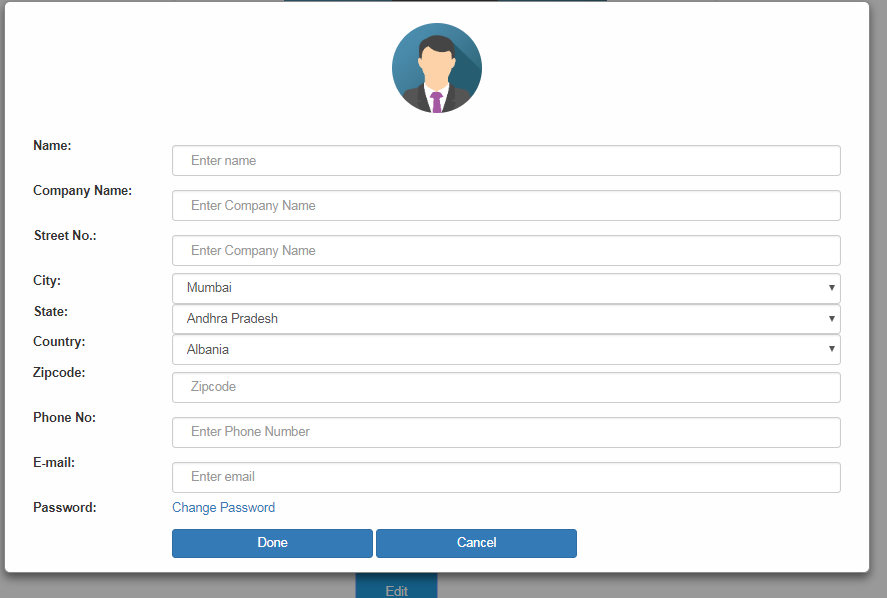 Name:
Enter name
Company Name:
Enter Company Name
Street No.:
Enter Company Name
City:
Mumbai
State:
Andhra Pradesh
Country:
Albania
Zipcode:
Zipcode
Phone No:
Enter Phone Number
E-mail:
Enter email
Password:
Change Password
Done
Cancel
Edit